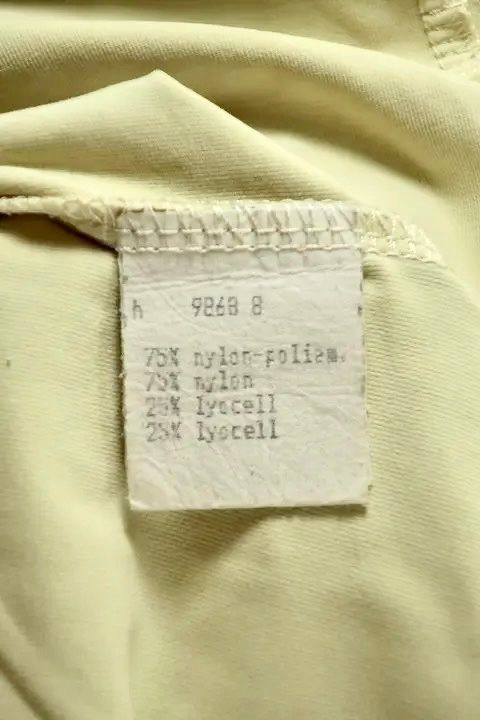 h 9868 8
75% nylon-poliam.
75% nylon
25% lyocell
25% lyocell